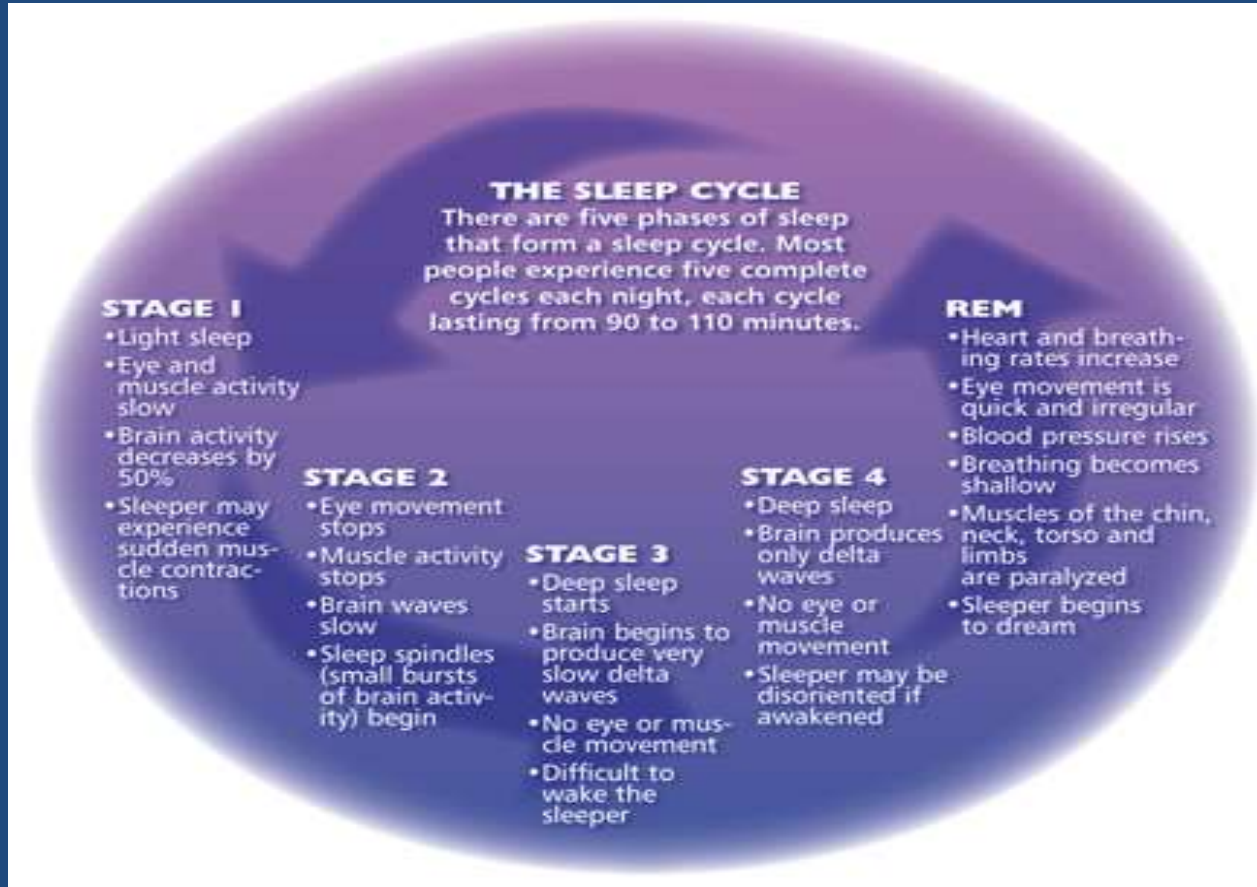 THE SLEEP CYCLE
There are five phases of sleep
that form a sleep cycle. Most
people experience five complete
cycles each night, each cycle
lasting from 90 to 110 minutes.
STAGE 1
•Light sleep
•Eye and
muscle activity
slow
•Brain activity
decreases by
50%
•Sleeper may
experience
sudden mus-
cle contrac-
tions
STAGE 2
•Eye movement
stops
•Muscle activity
stops
•Brain waves
slow
•Sleep spindles
(small bursts
of brain activ-
ity) begin
STAGE 3
•Deep sleep
starts
•Brain begins to
produce very
slow delta
waves
•No eye or mus-
cle movement
•Difficult to
wake the
sleeper
STAGE 4
•Deep sleep
•Brain produces
only delta
waves
•No eye or
muscle
movement
•Sleeper may be
disoriented if
awakened
REM
•Heart and breath-
ing rates increase
•Eye movement is
quick and irregular
•Blood pressure rises
•Breathing becomes
shallow
•Muscles of the chin,
neck, torso and
limbs
are paralyzed
•Sleeper begins
to dream